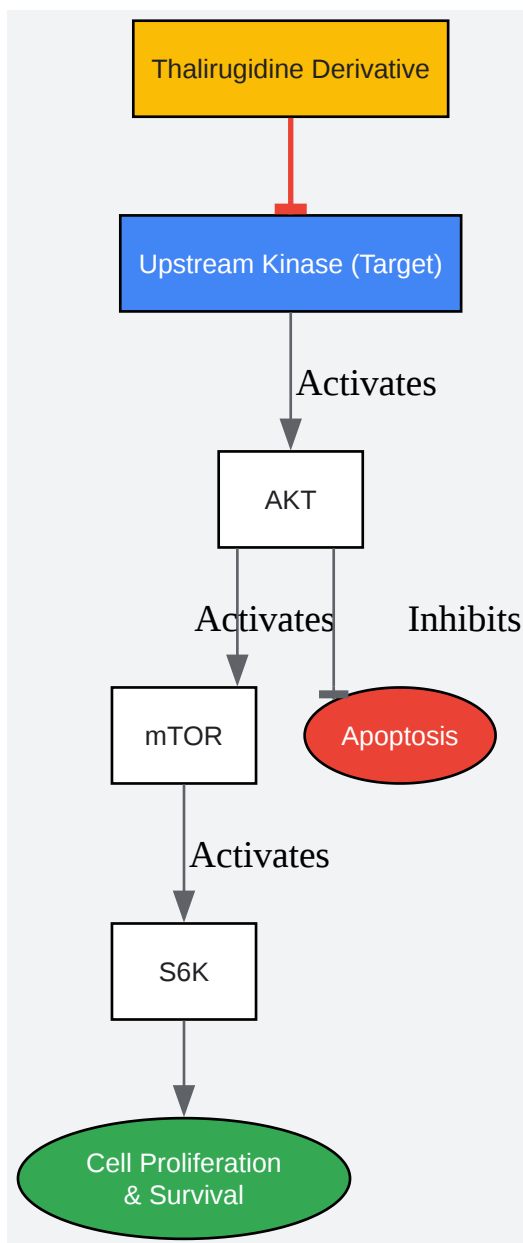 Thalirugidine Derivative
Upstream Kinase (Target)
Activates
AKT
Activates
Inhibits
mTOR
Apoptosis
Activates
S6K
Cell Proliferation
& Survival